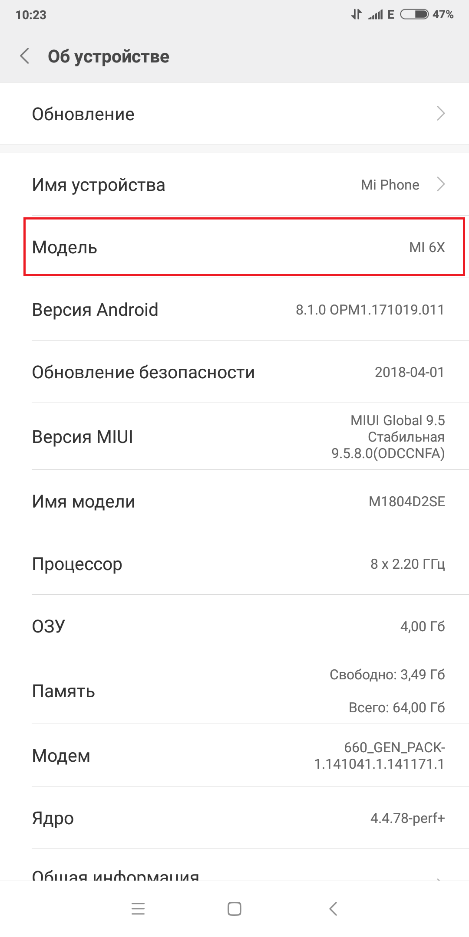 10:23
E
47%
Об устройстве
Обновление
Имя устройства
Mi Phone
Модель
MI 6X
Версия Android
8.1.0 OPM1.171019.011
Обновление безопасности
2018-04-01
Версия MIUI
MIUI Global 9.5
Стабильная
9.5.8.0(ODCCNFA)
Имя модели
M1804D2SE
Процессор
8 x 2.20 ГГц
ОЗУ
4,00 Гб
Память
Свободно: 3,49 Гб
Всего: 64,00 Гб
Модем
660_GEN_PACK-
1.141041.1.141171.1
Ядро
4.4.78-perf+
Общая информация